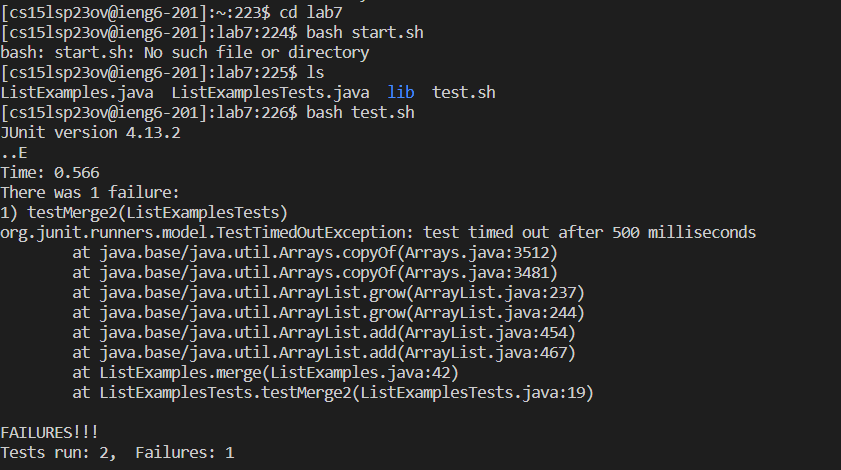 [cs15lsp23ov@ieng6-201]:~:223$ cd lab7
[cs15lsp23ov@ieng6-201]:lab7:224$ bash start.sh
bash: start.sh: No such file or directory
[cs15lsp23ov@ieng6-201]:lab7:225$ ls
ListExamples.java  ListExamplesTests.java  lib  test.sh
[cs15lsp23ov@ieng6-201]:lab7:226$ bash test.sh
JUnit version 4.13.2
..E
Time: 0.566
There was 1 failure:
1) testMerge2(ListExamplesTests)
org.junit.runners.model.TestTimedOutException: test timed out after 500 milliseconds
        at java.base/java.util.Arrays.copyOf(Arrays.java:3512)
        at java.base/java.util.Arrays.copyOf(Arrays.java:3481)
        at java.base/java.util.ArrayList.grow(ArrayList.java:237)
        at java.base/java.util.ArrayList.grow(ArrayList.java:244)
        at java.base/java.util.ArrayList.add(ArrayList.java:454)
        at java.base/java.util.ArrayList.add(ArrayList.java:467)
        at ListExamples.merge(ListExamples.java:42)
        at ListExamplesTests.testMerge2(ListExamplesTests.java:19)

FAILURES!!!
Tests run: 2,  Failures: 1